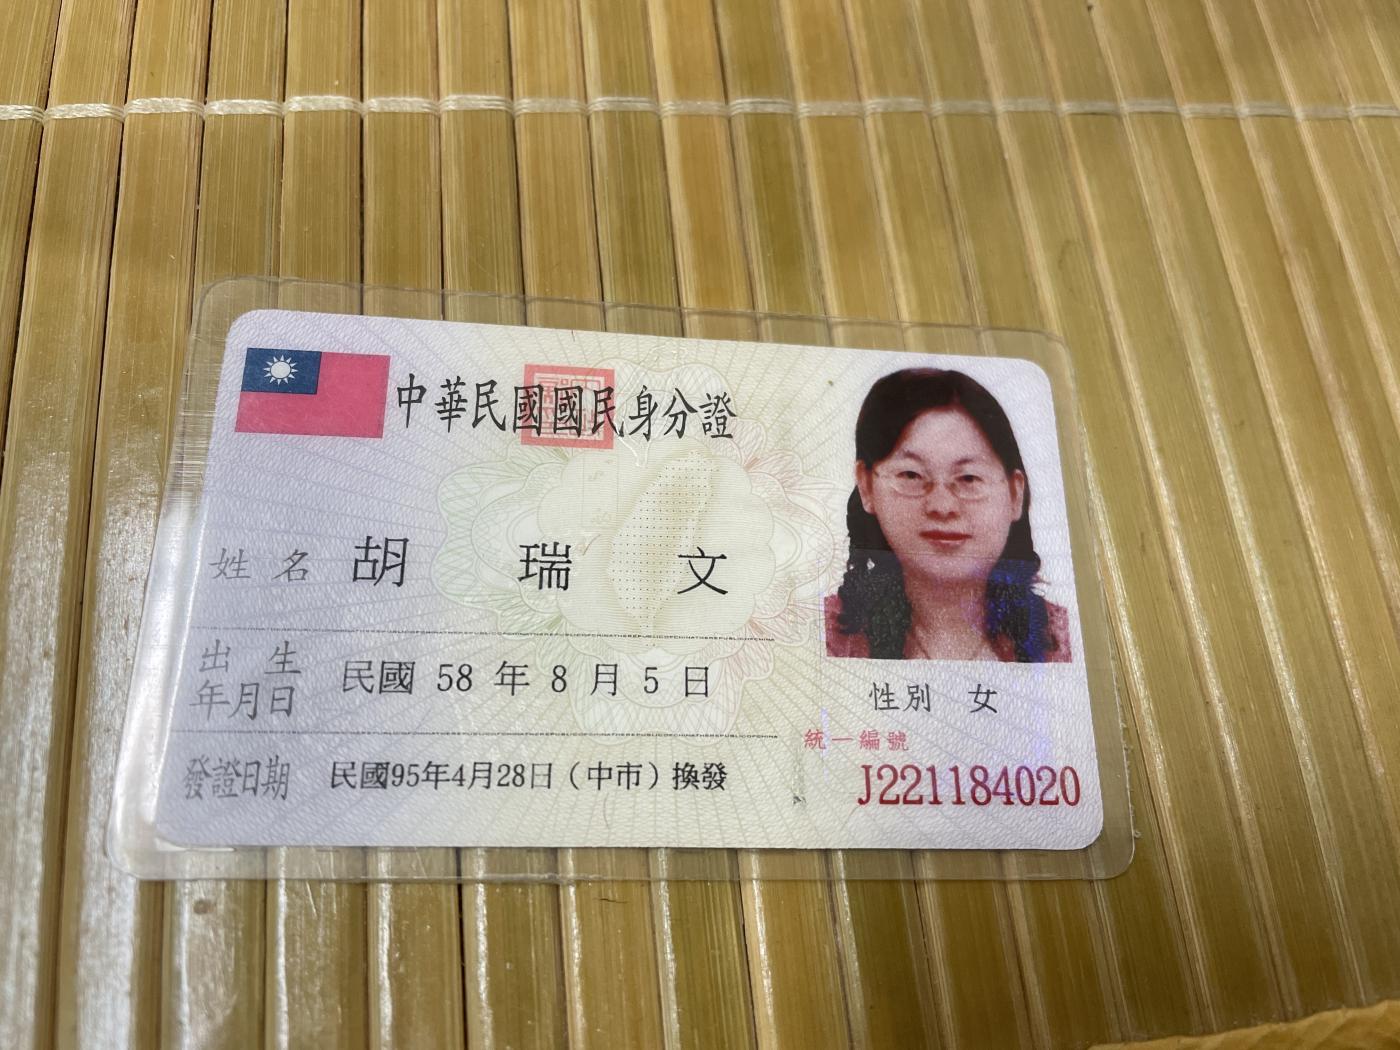 中華民國國民身分證
姓名 胡瑞文
出生年月日 民國 58 年 8 月 5 日
性別 女
發證日期 民國95年4月28日（中市）換發
統一編號
J221184020